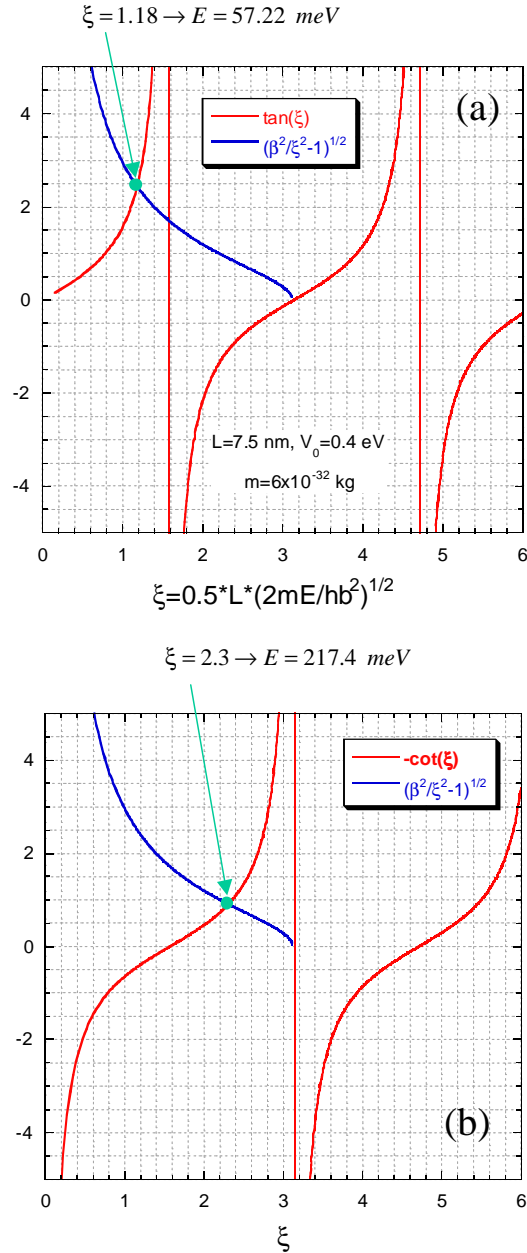 ξ = 1.18 → E = 57.22 meV
(a)
tan(ξ)
(β²/ξ²-1)^1/2
4
2
0
-2
-4
L=7.5 nm, V₀=0.4 eV
m=6x10⁻³² kg
0 1 2 3 4 5 6
ξ=0.5*L*(2mE/hb²)^1/2
ξ = 2.3 → E = 217.4 meV
-cot(ξ)
(β²/ξ²-1)^1/2
4
2
0
-2
-4
(b)
0 1 2 3 4 5 6
ξ